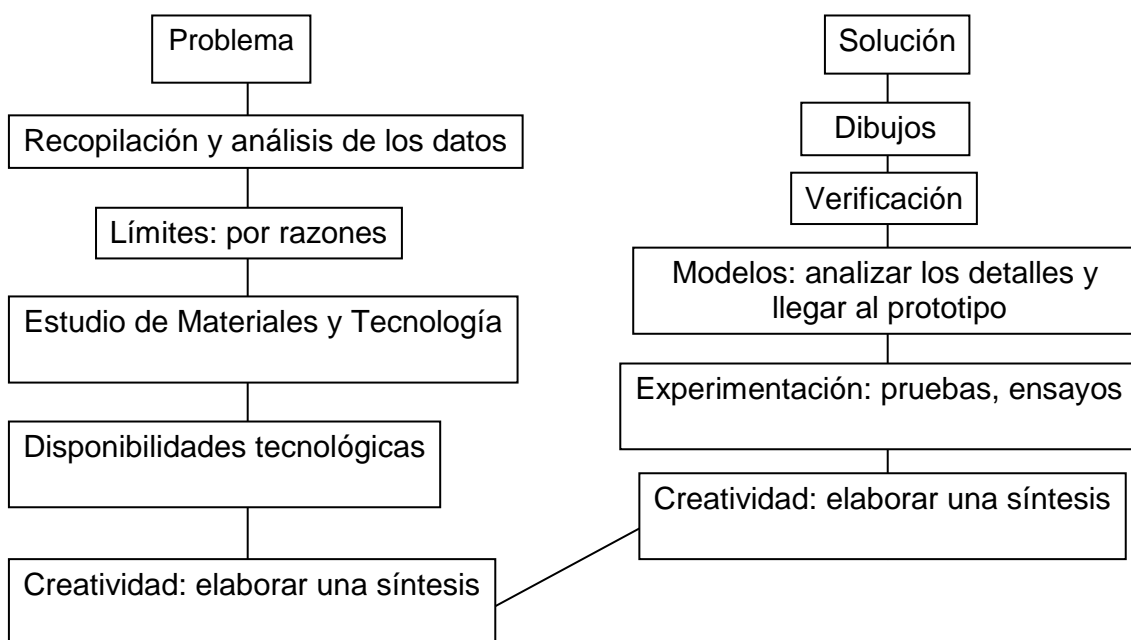 Problema
Recopilación y análisis de los datos
Límites: por razones
Estudio de Materiales y Tecnología
Disponibilidades tecnológicas
Creatividad: elaborar una síntesis
Solución
Dibujos
Verificación
Modelos: analizar los detalles y
llegar al prototipo
Experimentación: pruebas, ensayos
Creatividad: elaborar una síntesis